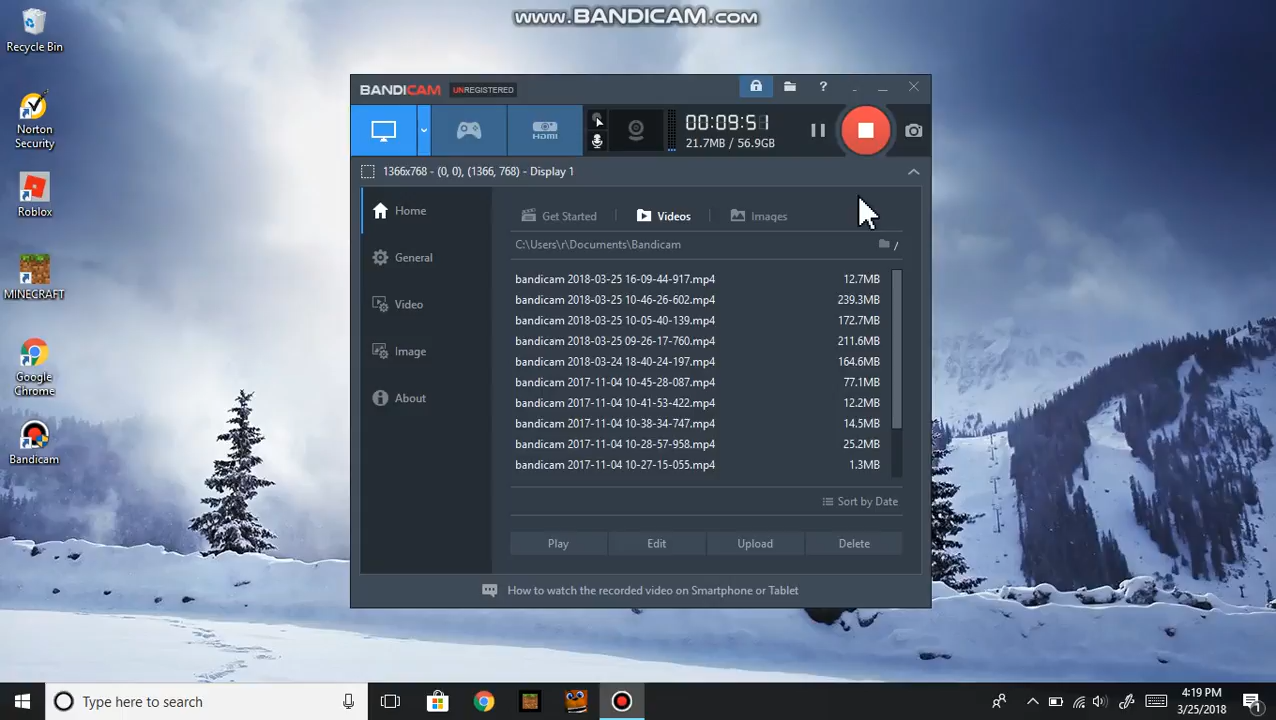 www.BANDICAM.com
Recycle Bin
Norton
Security
Roblox
MINECRAFT
Google
Chrome
Bandicam
BANDICAM UNREGISTERED
?
HDMI
00:09:51
21.7MB / 56.9GB
1366x768 - (0, 0), (1366, 768) - Display 1
Home
General
Video
Image
About
Get Started
Videos
Images
C:\Users\r\Documents\Bandicam
/
bandicam 2018-03-25 16-09-44-917.mp4 12.7MB
bandicam 2018-03-25 10-46-26-602.mp4 239.3MB
bandicam 2018-03-25 10-05-40-139.mp4 172.7MB
bandicam 2018-03-25 09-26-17-760.mp4 211.6MB
bandicam 2018-03-24 18-40-24-197.mp4 164.6MB
bandicam 2017-11-04 10-45-28-087.mp4 77.1MB
bandicam 2017-11-04 10-41-53-422.mp4 12.2MB
bandicam 2017-11-04 10-38-34-747.mp4 14.5MB
bandicam 2017-11-04 10-28-57-958.mp4 25.2MB
bandicam 2017-11-04 10-27-15-055.mp4 1.3MB
Sort by Date
Play Edit Upload Delete
How to watch the recorded video on Smartphone or Tablet
Type here to search
4:19 PM
3/25/2018
1